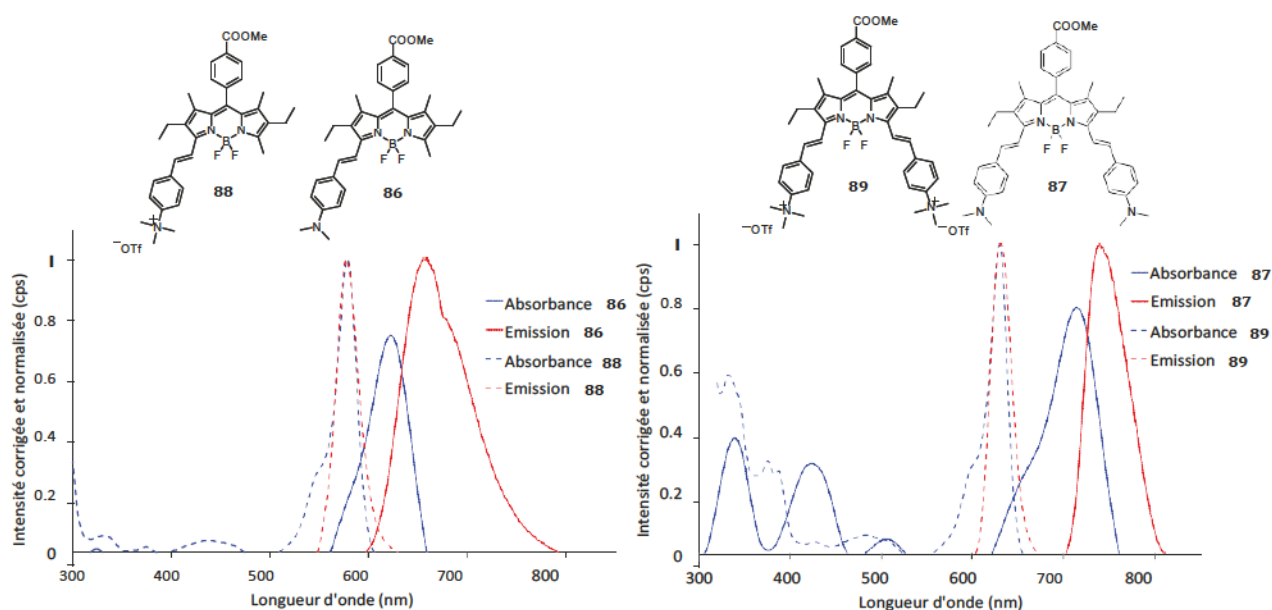 COOMe
N
N
B
F F
88
N
+
⁻OTf
COOMe
N
N
B
F F
86
N
Intensité corrigée et normalisée (cps)
I
0.8
0.6
0.4
0.2
0
300
400
500
600
700
800
Longueur d'onde (nm)
Absorbance 86
Emission 86
Absorbance 88
Emission 88
COOMe
N
N
B
F F
89
N
+
⁻OTf
N
+
⁻OTf
COOMe
N
N
B
F F
87
N
N
Intensité corrigée et normalisée (cps)
I
0.8
0.6
0.4
0.2
0
300
400
500
600
700
800
Longueur d'onde (nm)
Absorbance 87
Emission 87
Absorbance 89
Emission 89